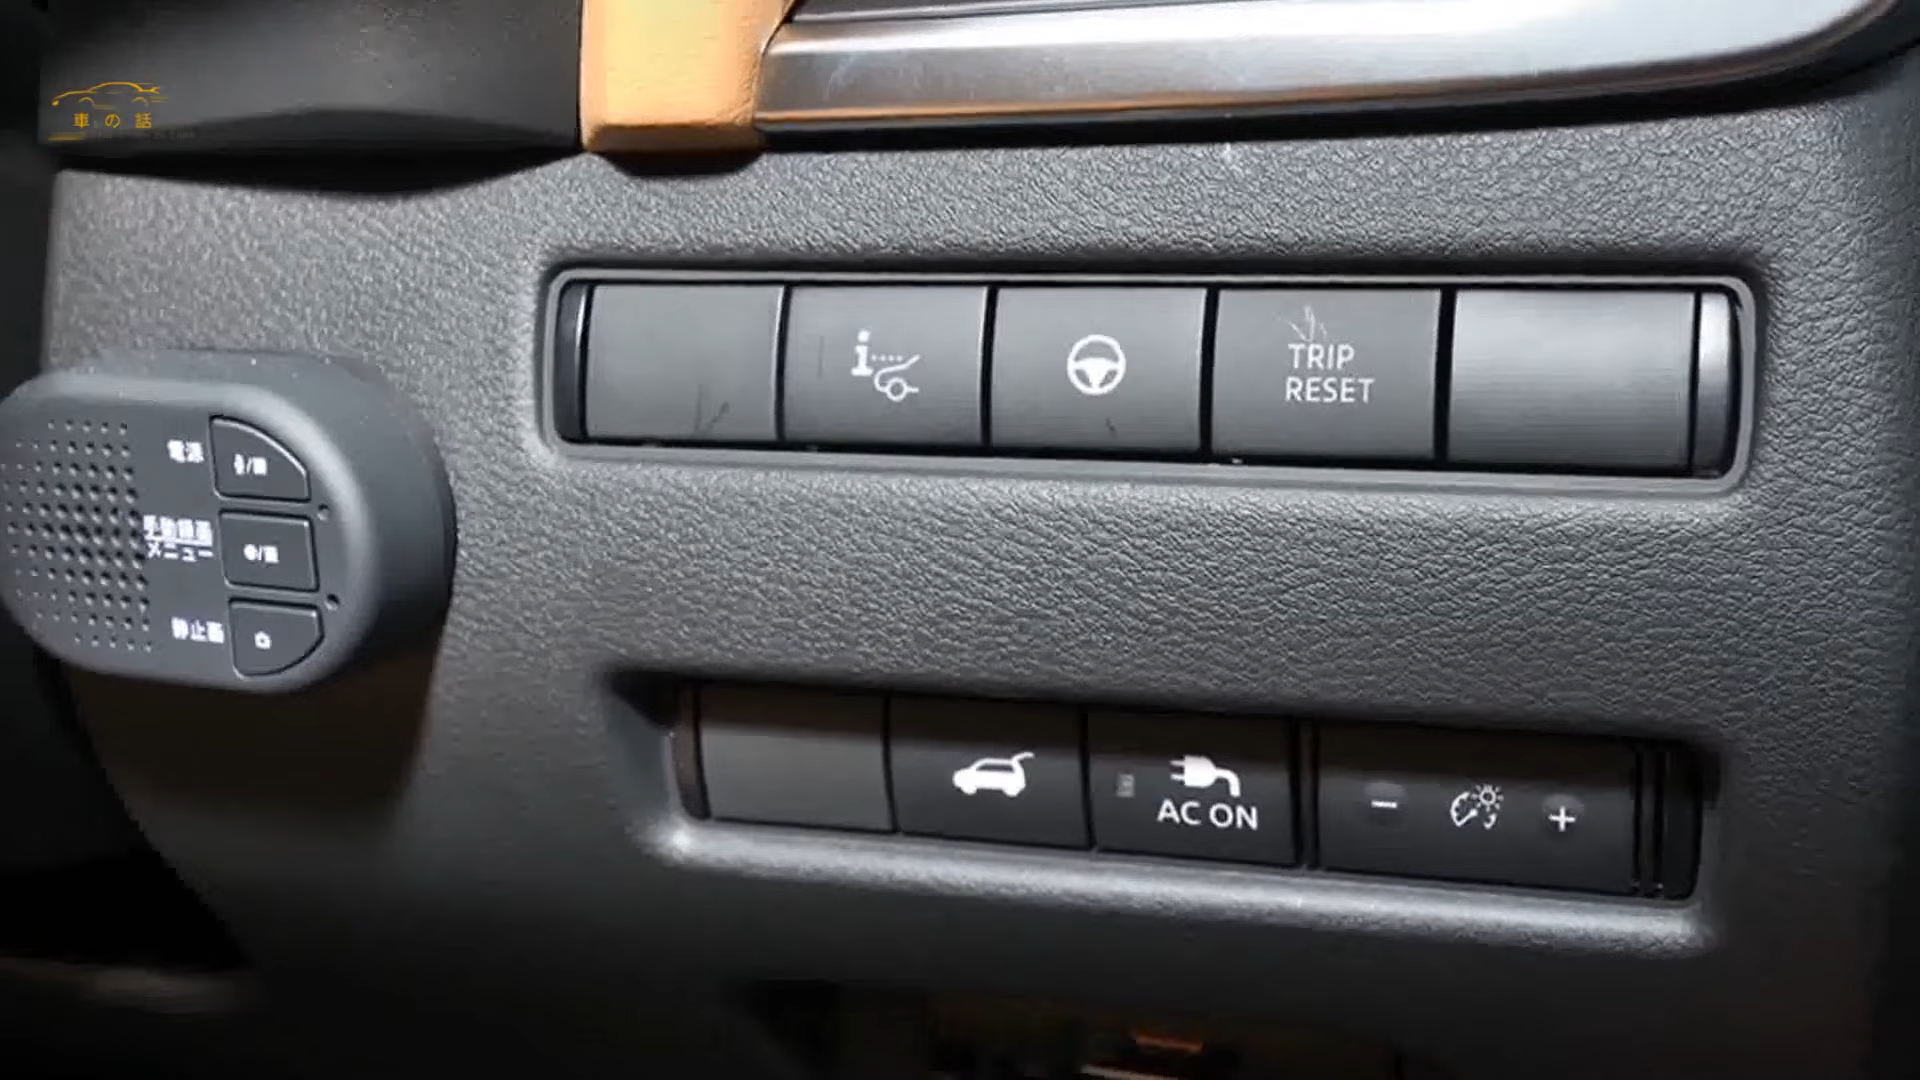 車の話
TRIP
RESET
電源
手動録画
メニュー
静止画
AC ON
- +